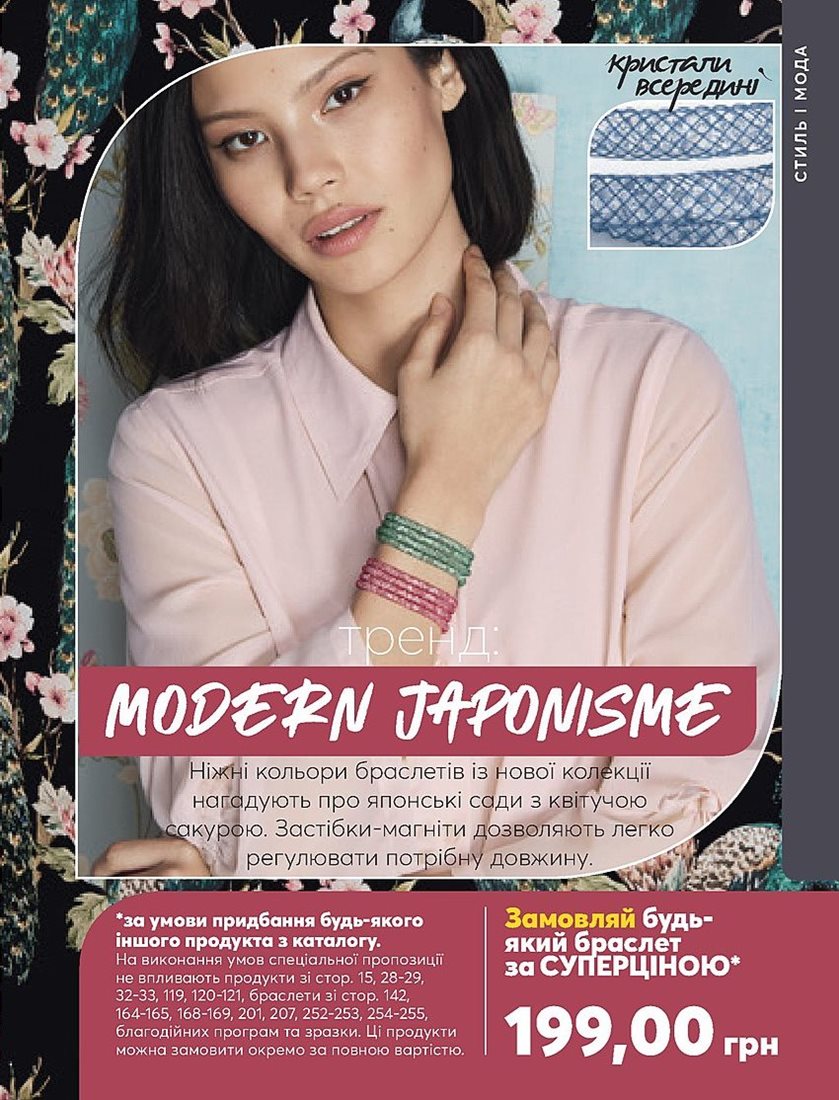 кристали
всередині
СТИЛЬ І МОДА
тренд:
MODERN JAPONISME
Ніжні кольори браслетів із нової колекції
нагадують про японські сади з квітучою
сакурою. Застібки-магніти дозволяють легко
регулювати потрібну довжину.
*за умови придбання будь-якого
іншого продукта з каталогу.
На виконання умов спеціальної пропозиції
не впливають продукти зі стор. 15, 28-29,
32-33, 119, 120-121, браслети зі стор. 142,
164-165, 168-169, 201, 207, 252-253, 254-255,
благодійних програм та зразки. Ці продукти
можна замовити окремо за повною вартістю.
Замовляй будь-
який браслет
за СУПЕРЦІНОЮ*
199,00 грн